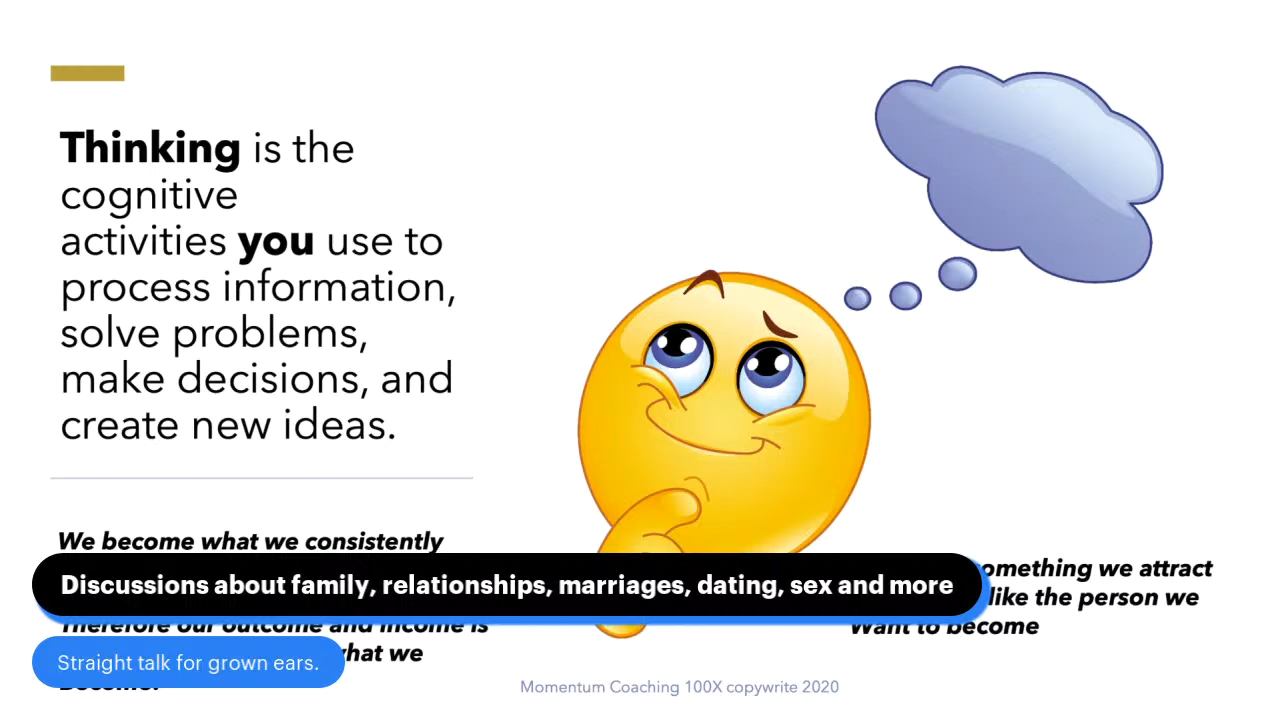 Thinking is the
cognitive
activities you use to
process information,
solve problems,
make decisions, and
create new ideas.
We become what we consistently
Discussions about family, relationships, marriages, dating, sex and more
something we attract
like the person we
Therefore our outcome and income is
Want to become
Straight talk for grown ears.
what we
Become.
Momentum Coaching 100X copywrite 2020